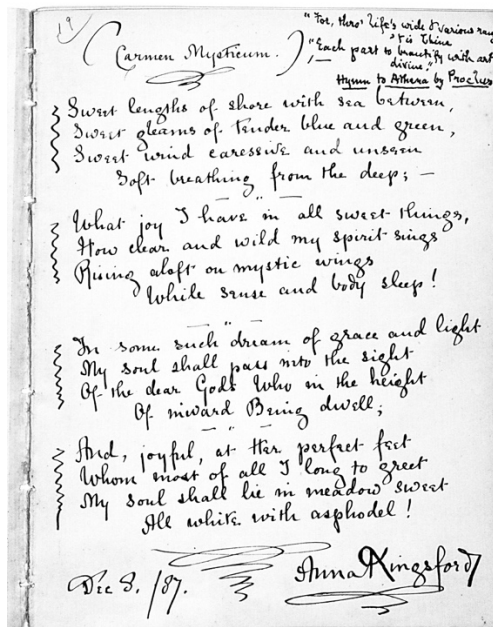 19
"For, thro' life's wide & various
'tis Thine
"Each part to beautify with art
divine."
Hymn to Athena by Proclus
(Carmen Mysticum.)
Sweet lengths of shore with sea between,
Sweet gleams of tender blue and green,
Sweet wind caressive and unseen
Soft breathing from the deep; —
What joy I have in all sweet things,
How clear and wild my spirit sings
Rising aloft on mystic wings
While sense and body sleep!
In some such dream of grace and light
My soul shall pass into the sight
Of the dear Gods Who in the height
Of inward Being dwell;
And, joyful, at Her perfect feet
Whom most of all I long to greet
My soul shall lie in meadow sweet
All white with asphodel!
Dec 8. /87.
Anna Kingsford